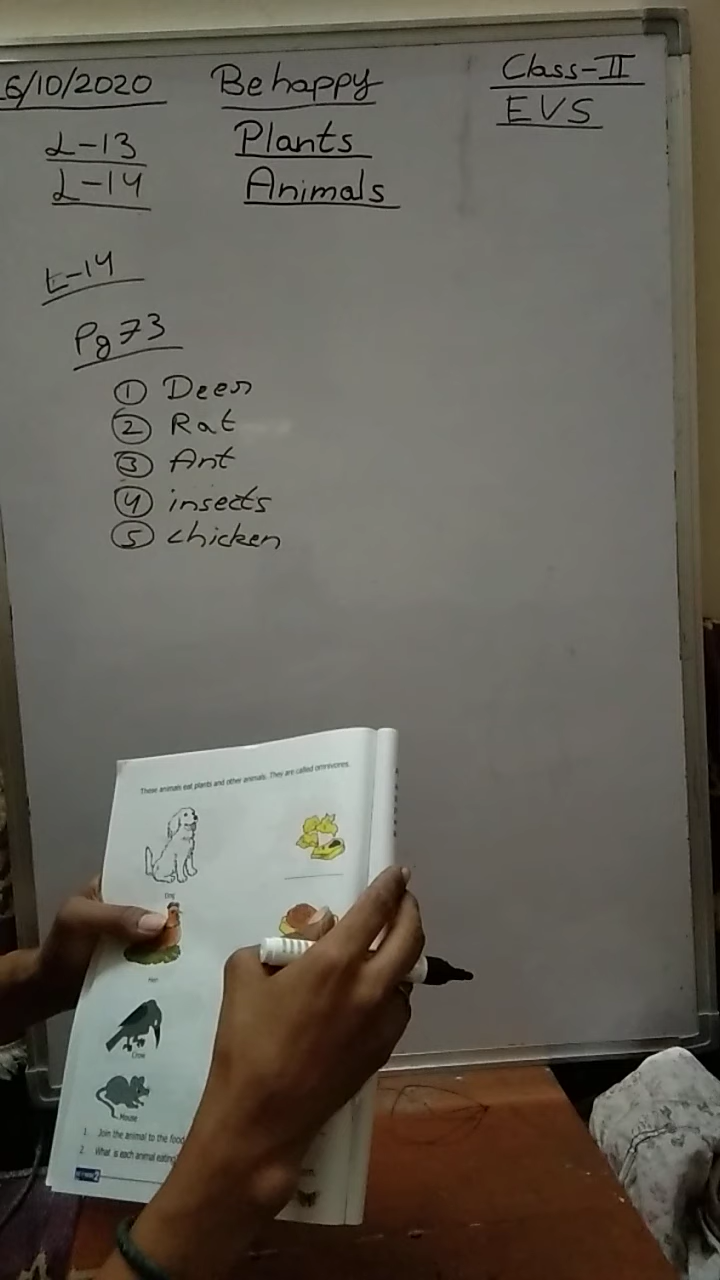 6/10/2020 Be happy Class-II
EVS
L-13 Plants
L-14 Animals
L-14
Pg 73
① Deer
② Rat
③ Ant
④ insects
⑤ chicken
These animals eat plants and other animals. They are called omnivores.
Dog
Hen
Crow
Mouse
1. Join the animal to the food
2. What is each animal eating?